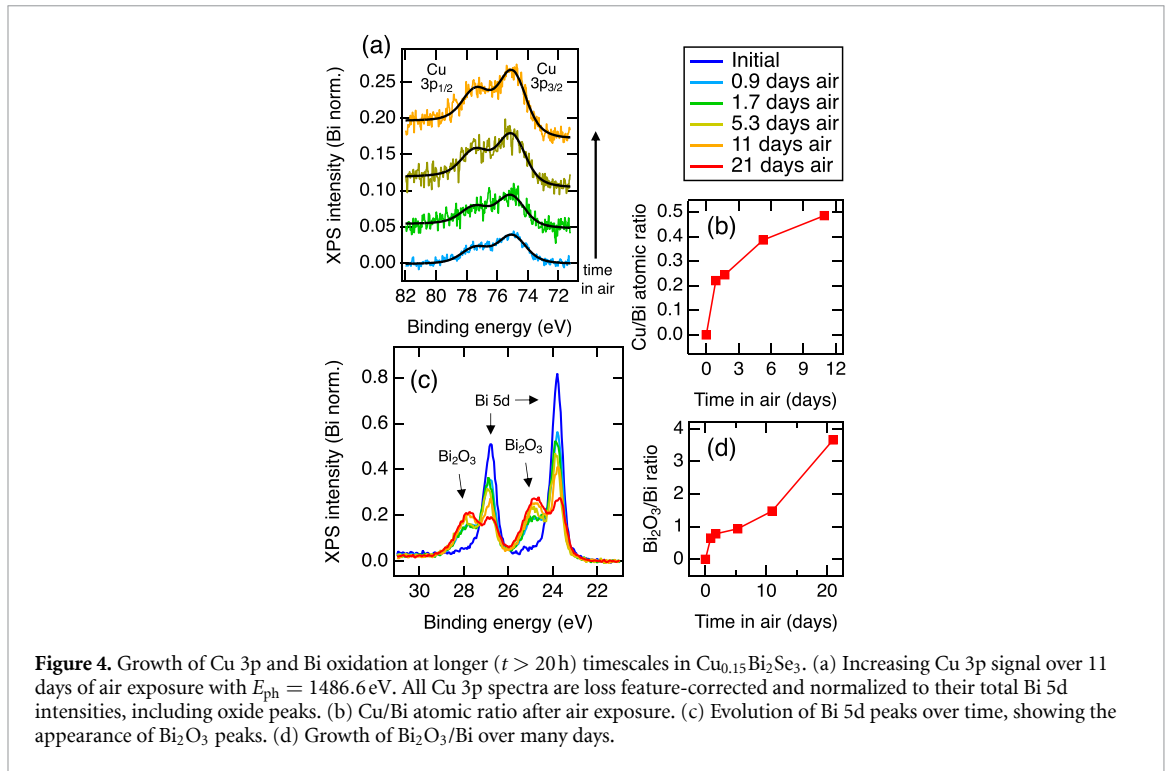 (a)
Cu
3p1/2
Cu
3p3/2
XPS intensity (Bi norm.)
0.25
0.20
0.15
0.10
0.05
0.00
82 80 78 76 74 72
Binding energy (eV)
time
in air
Initial
0.9 days air
1.7 days air
5.3 days air
11 days air
21 days air
(b)
Cu/Bi atomic ratio
0.5
0.4
0.3
0.2
0.1
0.0
0 3 6 9 12
Time in air (days)
(c)
XPS intensity (Bi norm.)
0.8
0.6
0.4
0.2
0.0
Bi 5d
Bi2O3
Bi2O3
30 28 26 24 22
Binding energy (eV)
(d)
Bi2O3/Bi ratio
4
3
2
1
0
0 10 20
Time in air (days)
Figure 4. Growth of Cu 3p and Bi oxidation at longer (t > 20 h) timescales in Cu0.15Bi2Se3. (a) Increasing Cu 3p signal over 11
days of air exposure with Eph = 1486.6 eV. All Cu 3p spectra are loss feature-corrected and normalized to their total Bi 5d
intensities, including oxide peaks. (b) Cu/Bi atomic ratio after air exposure. (c) Evolution of Bi 5d peaks over time, showing the
appearance of Bi2O3 peaks. (d) Growth of Bi2O3/Bi over many days.